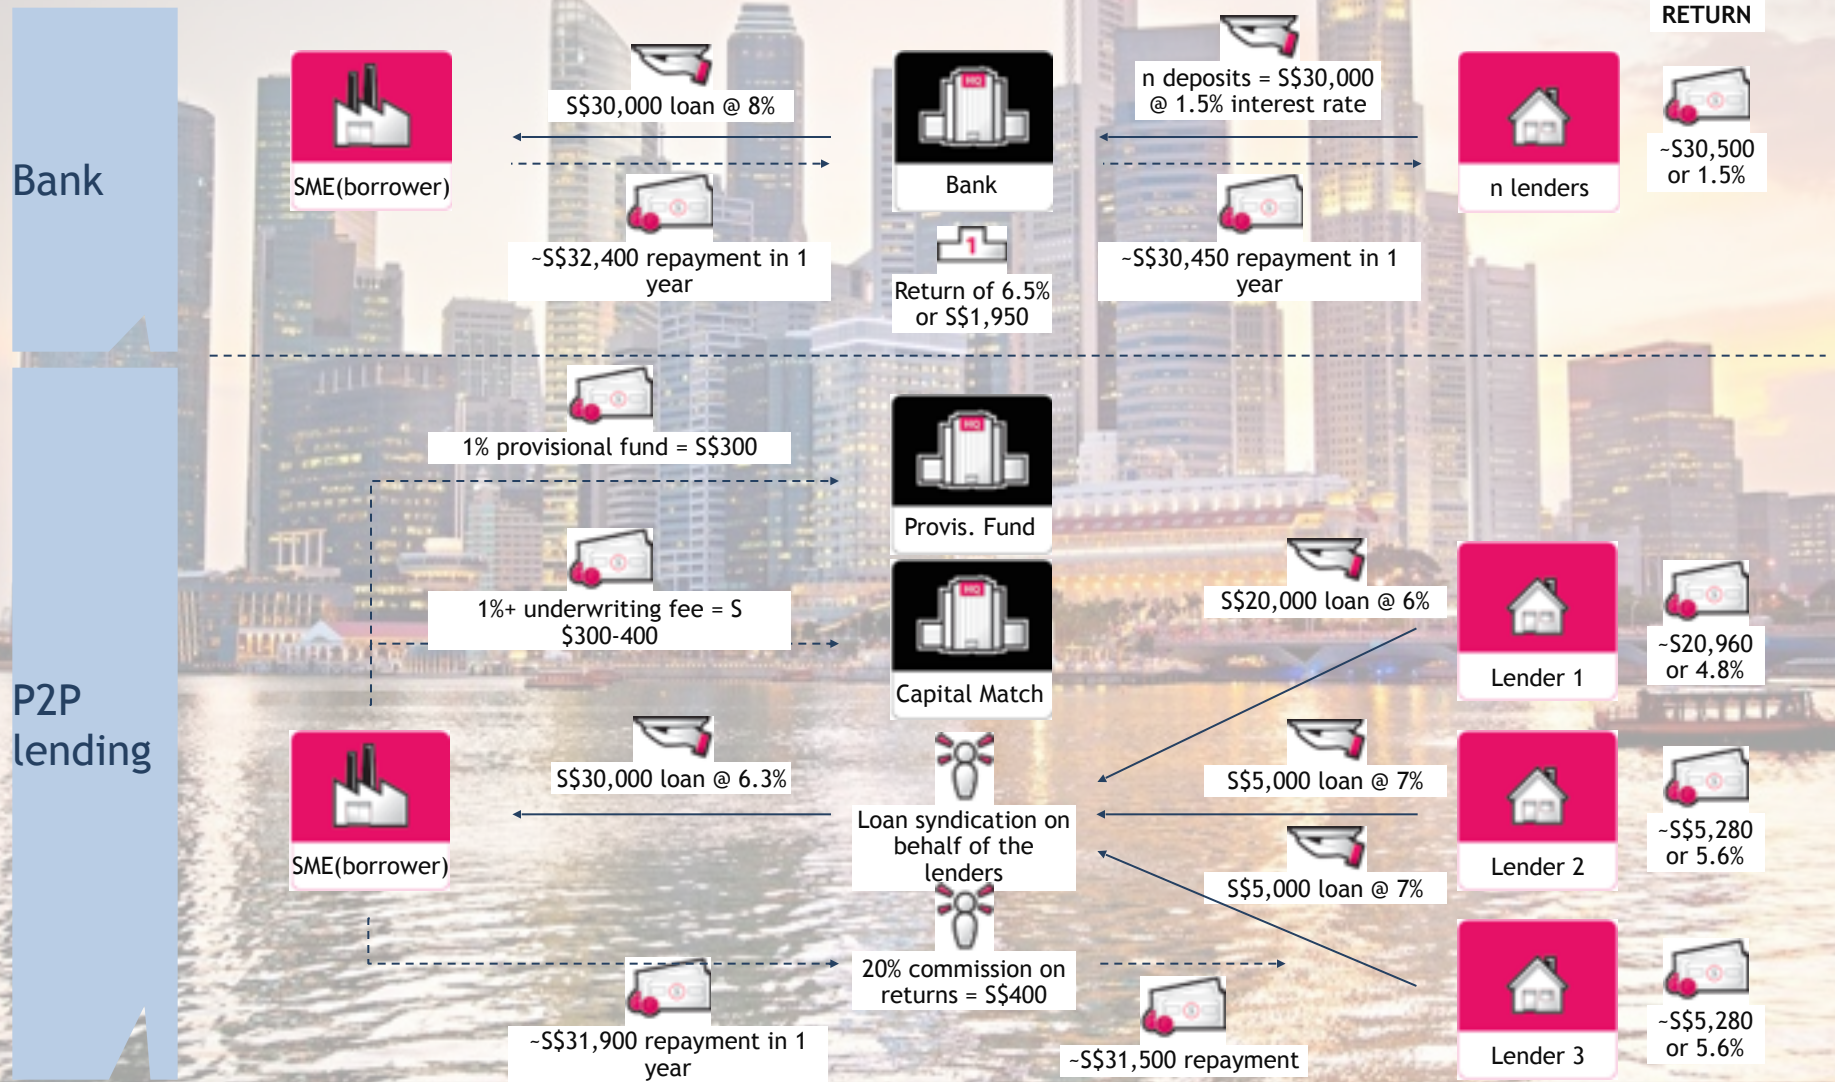 RETURN
Bank
S$30,000 loan @ 8%
n deposits = S$30,000
@ 1.5% interest rate
HQ
SME(borrower)
Bank
n lenders
~S30,500
or 1.5%
~S$32,400 repayment in 1
year
1
Return of 6.5%
or S$1,950
~S$30,450 repayment in 1
year
P2P
lending
1% provisional fund = S$300
HQ
Provis. Fund
1%+ underwriting fee = S
$300-400
HQ
Capital Match
S$20,000 loan @ 6%
Lender 1
~S20,960
or 4.8%
S$30,000 loan @ 6.3%
SME(borrower)
Loan syndication on
behalf of the
lenders
S$5,000 loan @ 7%
Lender 2
~S$5,280
or 5.6%
S$5,000 loan @ 7%
20% commission on
returns = S$400
~S$31,900 repayment in 1
year
~S$31,500 repayment
Lender 3
~S$5,280
or 5.6%